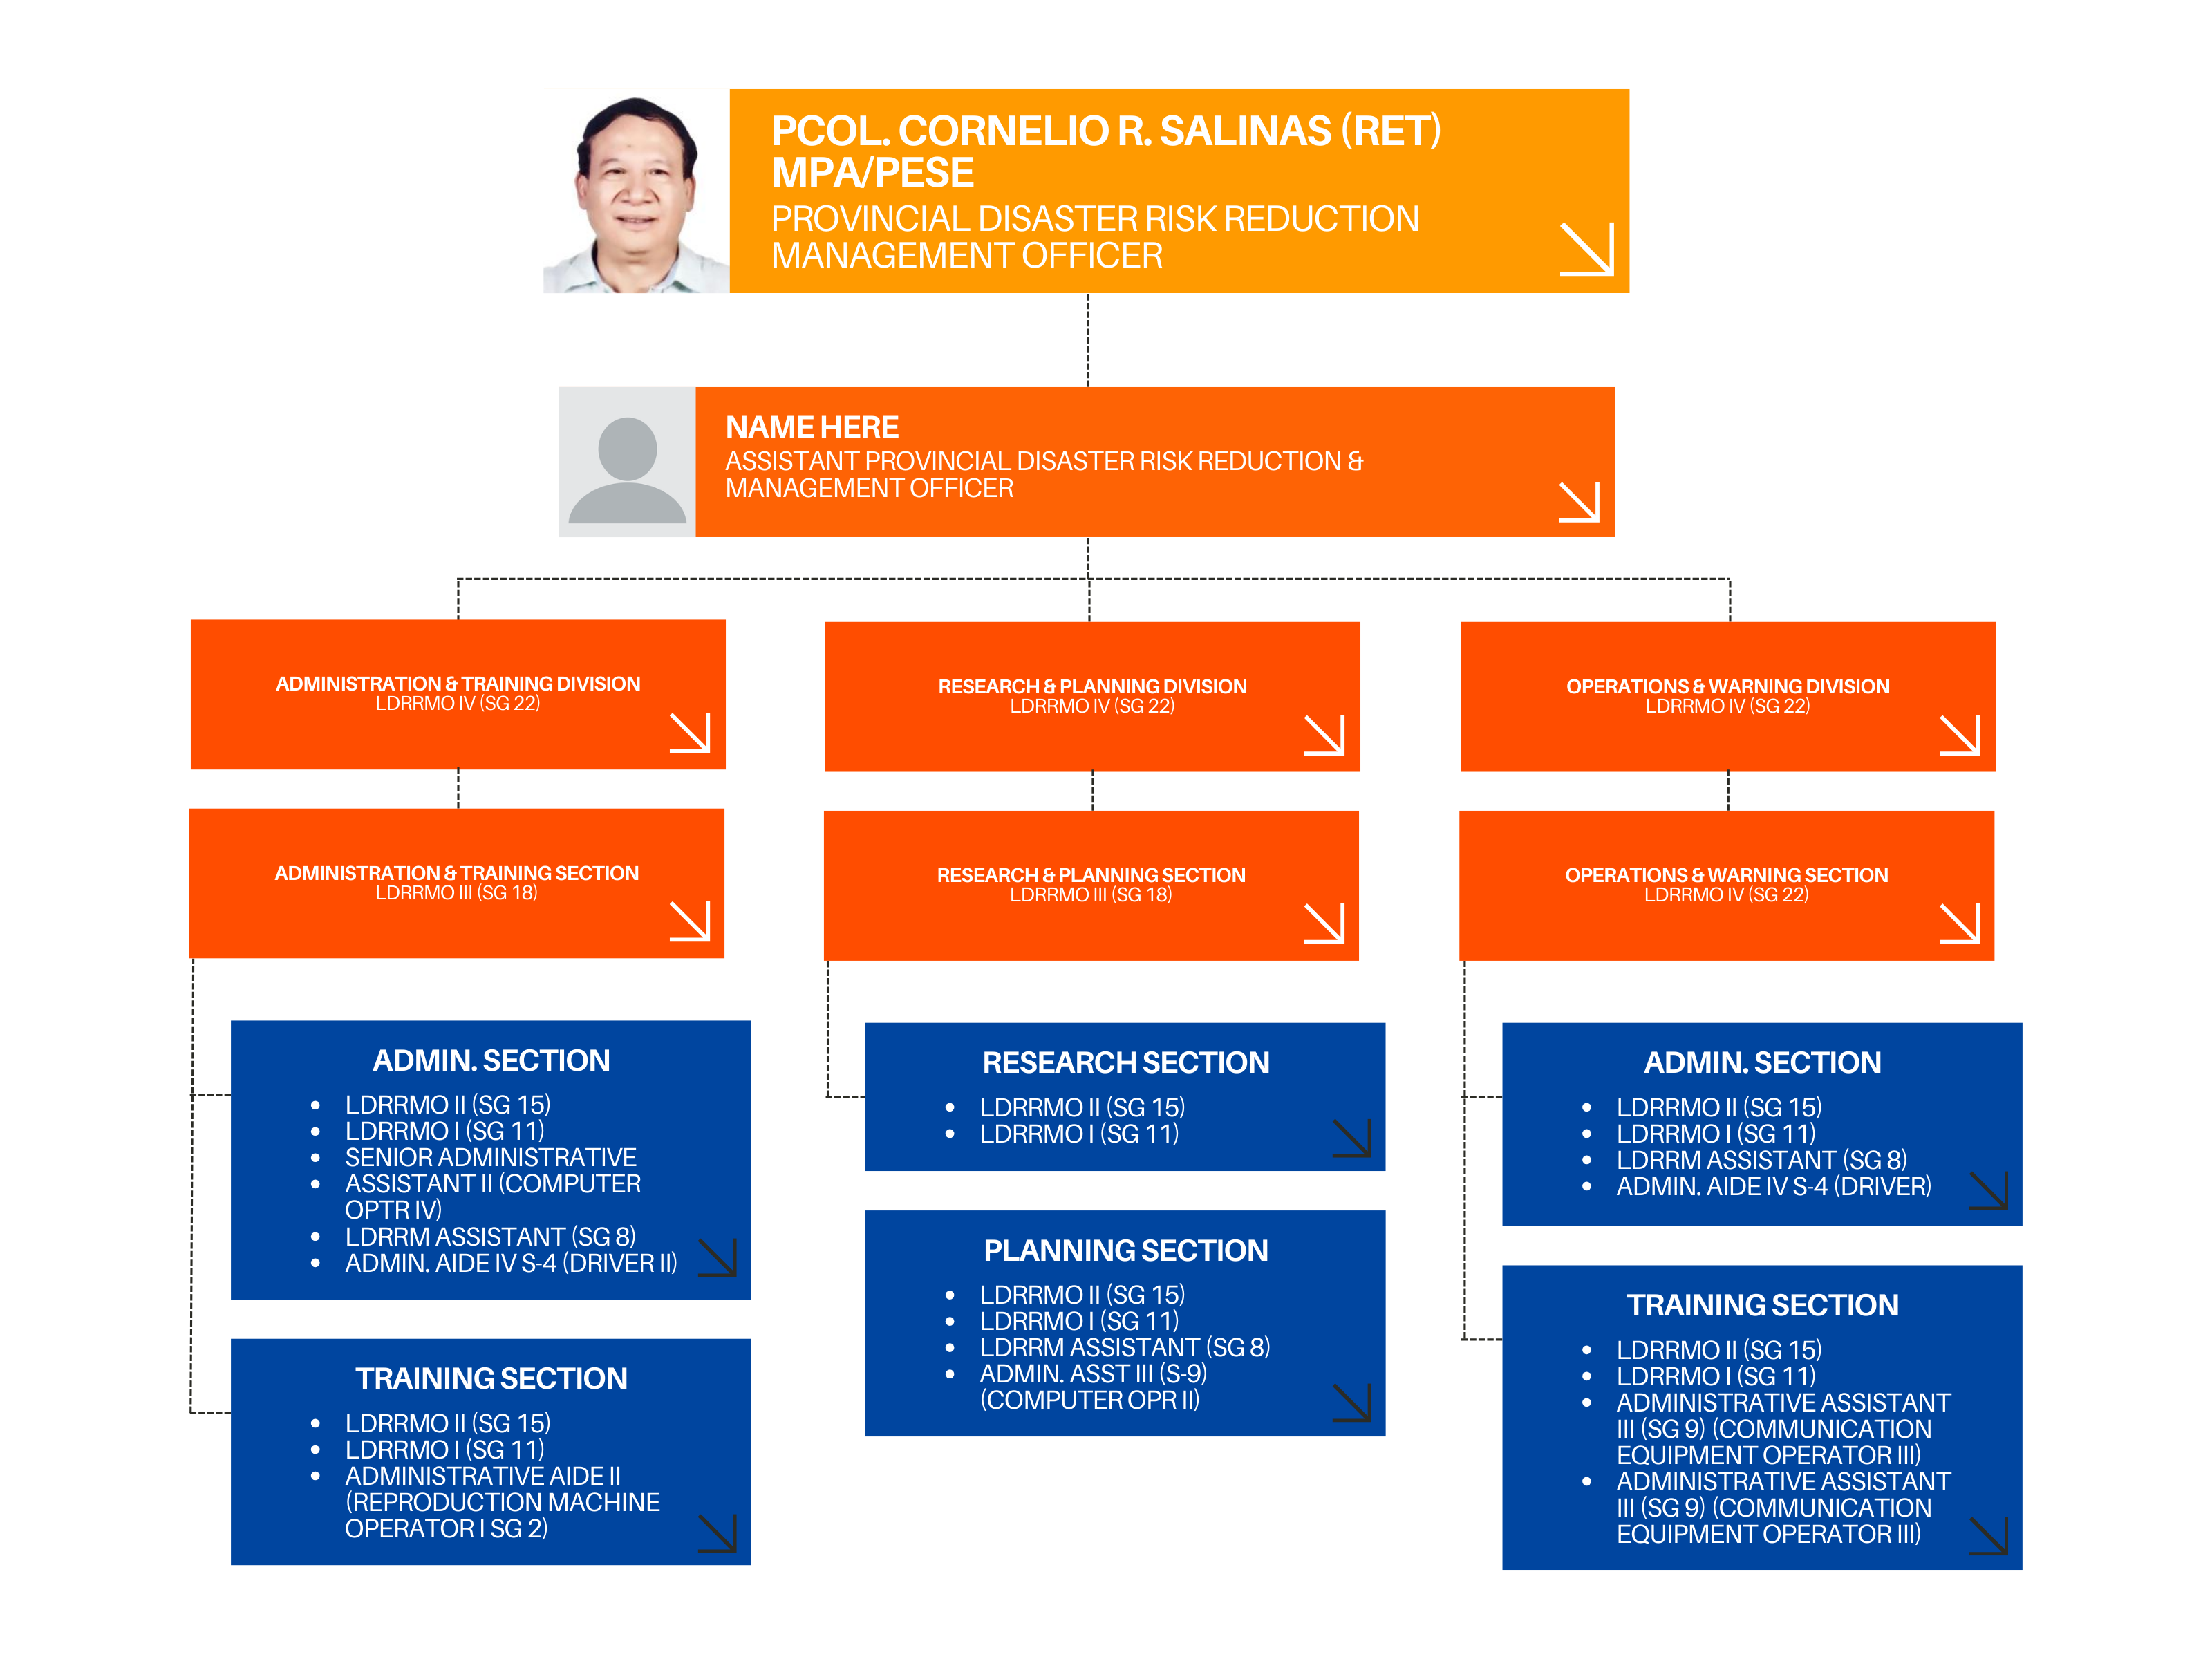 PCOL. CORNELIO R. SALINAS (RET)
MPA/PESE
PROVINCIAL DISASTER RISK REDUCTION
MANAGEMENT OFFICER
NAME HERE
ASSISTANT PROVINCIAL DISASTER RISK REDUCTION &
MANAGEMENT OFFICER
ADMINISTRATION & TRAINING DIVISION
LDRRMO IV (SG 22)
RESEARCH & PLANNING DIVISION
LDRRMO IV (SG 22)
OPERATIONS & WARNING DIVISION
LDRRMO IV (SG 22)
ADMINISTRATION & TRAINING SECTION
LDRRMO III (SG 18)
RESEARCH & PLANNING SECTION
LDRRMO III (SG 18)
OPERATIONS & WARNING SECTION
LDRRMO IV (SG 22)
ADMIN. SECTION
• LDRRMO II (SG 15)
• LDRRMO I (SG 11)
• SENIOR ADMINISTRATIVE
• ASSISTANT II (COMPUTER
OPTR IV)
• LDRRM ASSISTANT (SG 8)
• ADMIN. AIDE IV S-4 (DRIVER II)
TRAINING SECTION
• LDRRMO II (SG 15)
• LDRRMO I (SG 11)
• ADMINISTRATIVE AIDE II
(REPRODUCTION MACHINE
OPERATOR I SG 2)
RESEARCH SECTION
• LDRRMO II (SG 15)
• LDRRMO I (SG 11)
PLANNING SECTION
• LDRRMO II (SG 15)
• LDRRMO I (SG 11)
• LDRRM ASSISTANT (SG 8)
• ADMIN. ASST III (S-9)
(COMPUTER OPR II)
ADMIN. SECTION
• LDRRMO II (SG 15)
• LDRRMO I (SG 11)
• LDRRM ASSISTANT (SG 8)
• ADMIN. AIDE IV S-4 (DRIVER)
TRAINING SECTION
• LDRRMO II (SG 15)
• LDRRMO I (SG 11)
• ADMINISTRATIVE ASSISTANT
III (SG 9) (COMMUNICATION
EQUIPMENT OPERATOR III)
• ADMINISTRATIVE ASSISTANT
III (SG 9) (COMMUNICATION
EQUIPMENT OPERATOR III)